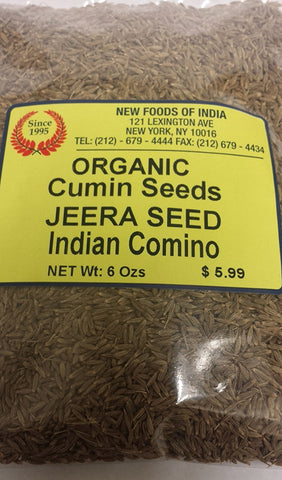 Since
1995
NEW FOODS OF INDIA
121 LEXINGTON AVE
NEW YORK, NY 10016
TEL: (212) - 679 - 4444 FAX: (212) 679 - 4434
ORGANIC
Cumin Seeds
JEERA SEED
Indian Comino
NET Wt: 6 Ozs $ 5.99